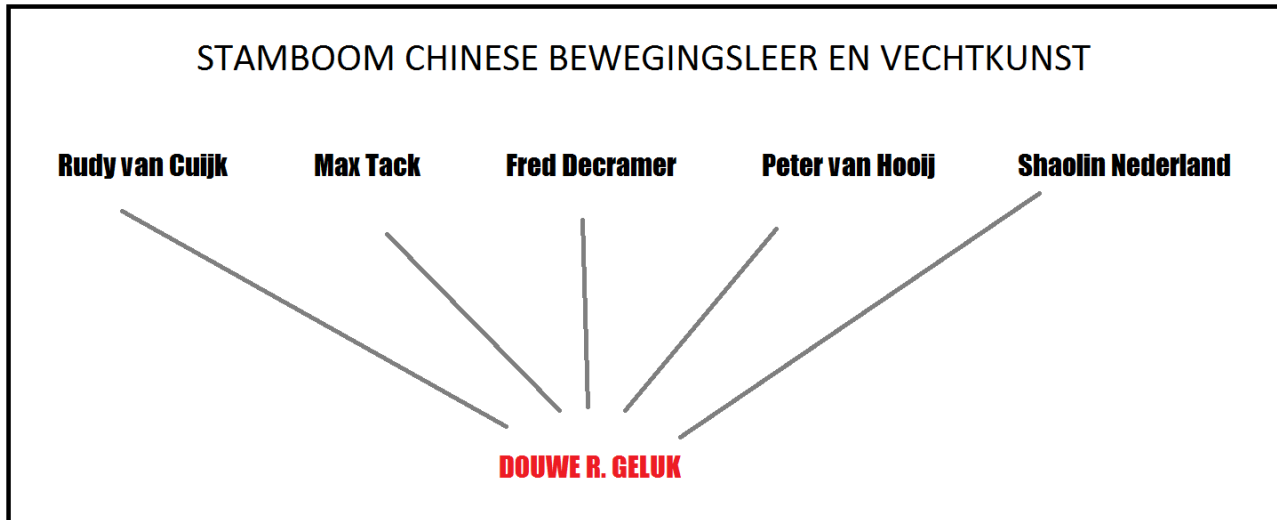 STAMBOOM CHINESE BEWEGINGSLEER EN VECHTKUNST
Rudy van Cuijk Max Tack Fred Decramer Peter van Hooij Shaolin Nederland
DOUWE R. GELUK